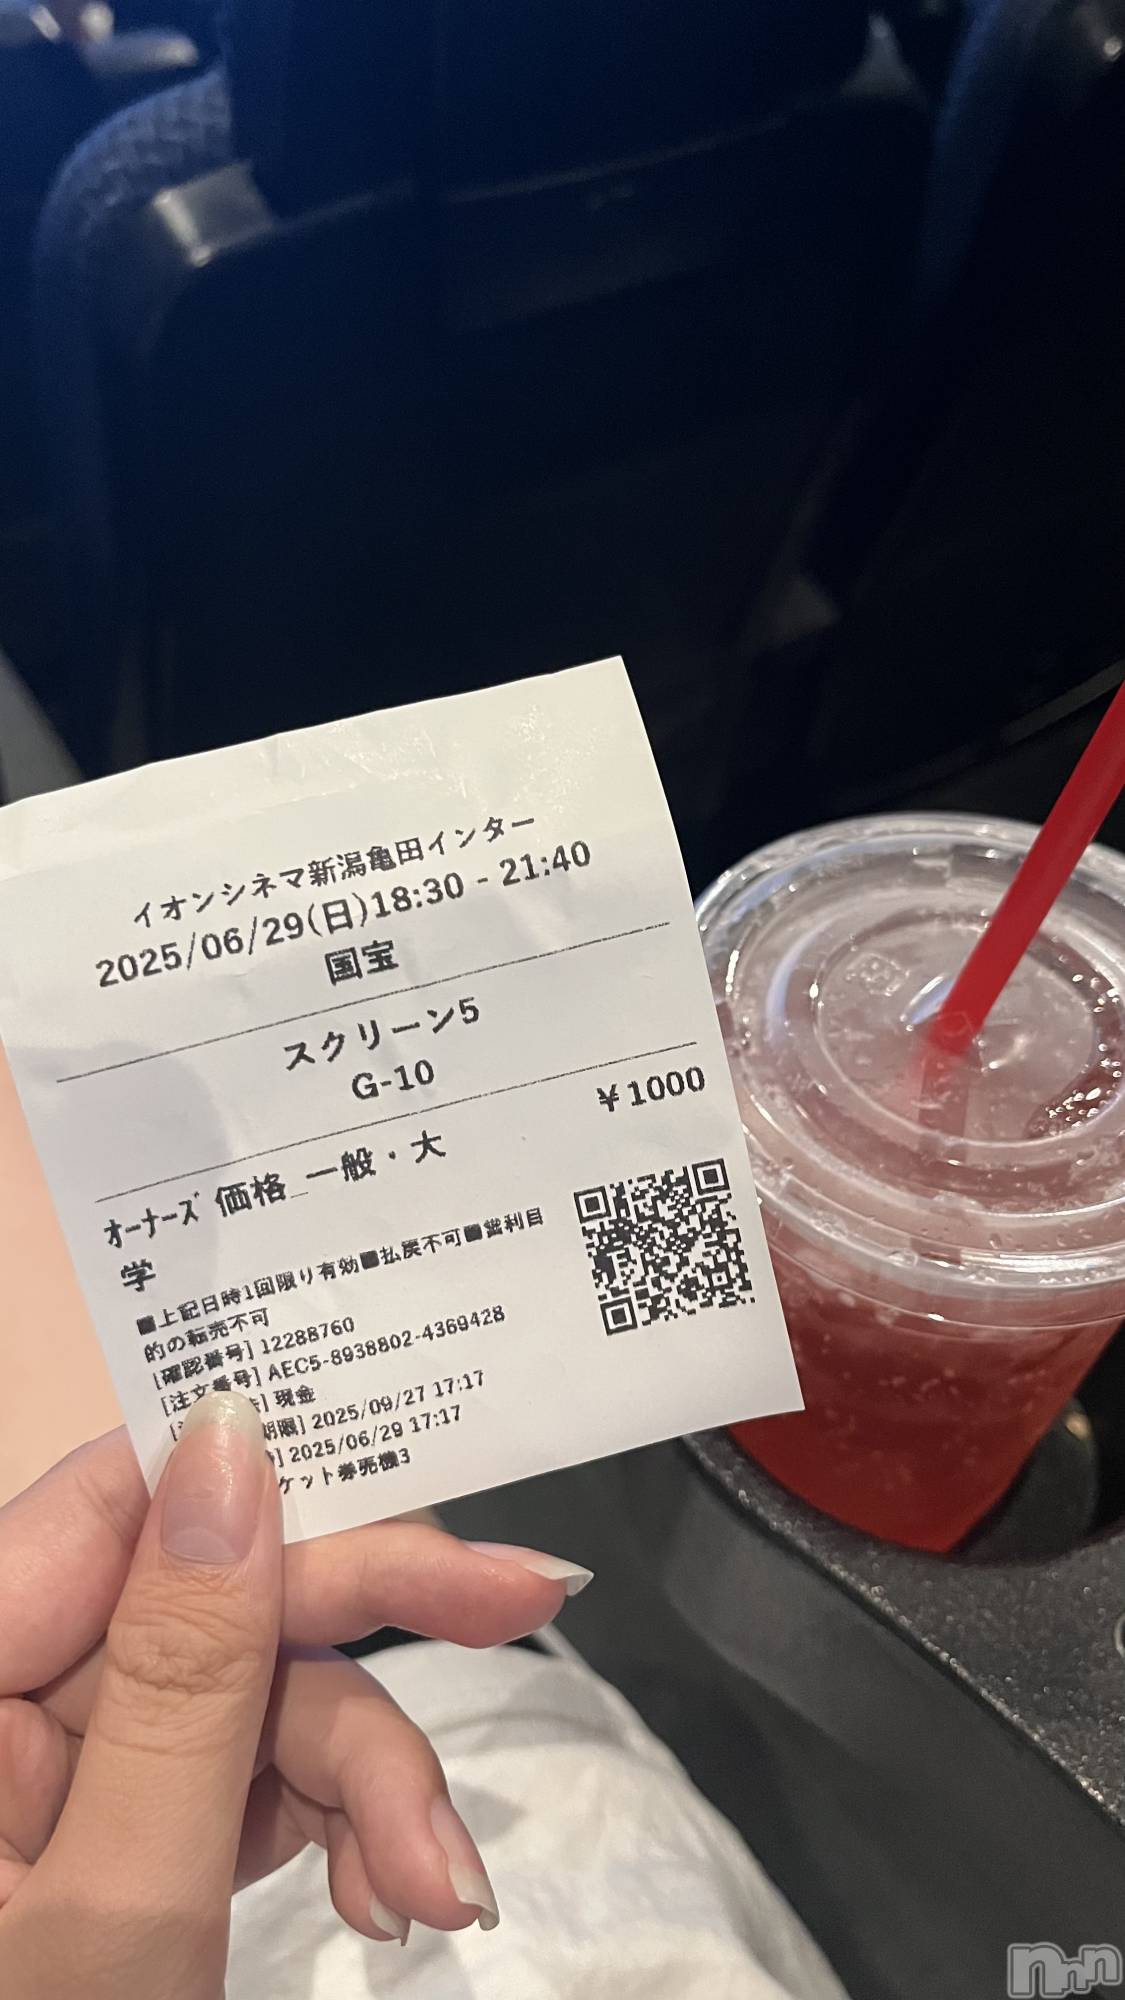 イオンシネマ新潟亀田インター
2025/06/29(日)18:30 - 21:40
国宝
スクリーン5
G-10
¥1000
オーナーズ 価格_一般・大
学
■上記日時1回限り有効■払戻不可■営利目
的の転売不可
[確認番号] 12288760
[注文番号] AEC5-8938802-4369428
現金
期限] 2025/09/27 17:17
] 2025/06/29 17:17
ケット券売機3
nnn